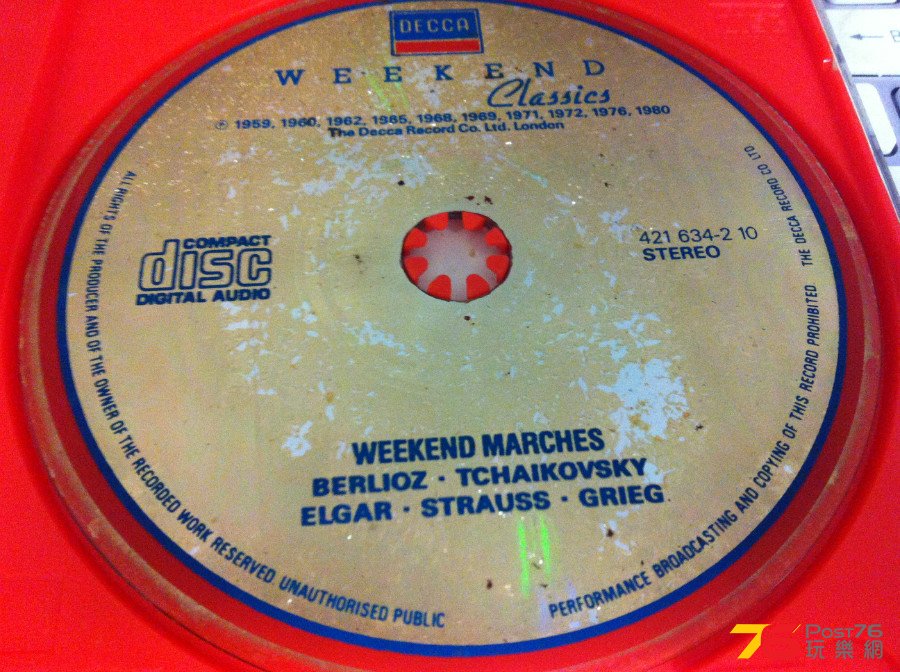 DECCA
WEEKEND
Classics
℗ 1959, 1960, 1962, 1965, 1968, 1969, 1971, 1972, 1976, 1980
The Decca Record Co. Ltd. London
COMPACT
disc
DIGITAL AUDIO
421 634-2 10
STEREO
WEEKEND MARCHES
BERLIOZ · TCHAIKOVSKY
ELGAR · STRAUSS · GRIEG
ALL RIGHTS OF THE PRODUCER AND OF THE OWNER OF THE RECORDED WORK RESERVED UNAUTHORISED PUBLIC
PERFORMANCE BROADCASTING AND COPYING OF THIS RECORD PROHIBITED THE DECCA RECORD CO LTD
POST76
玩樂網